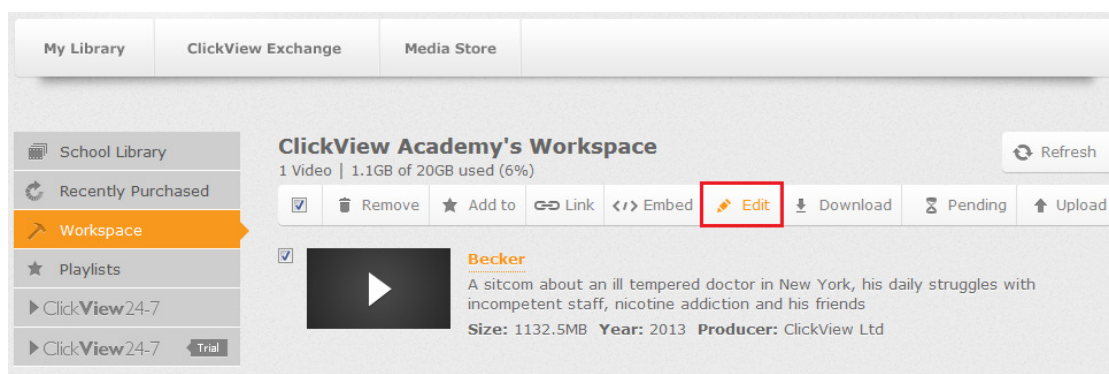 My Library ClickView Exchange Media Store
School Library
Recently Purchased
Workspace
Playlists
ClickView24-7
ClickView24-7 Trial
ClickView Academy's Workspace
1 Video | 1.1GB of 20GB used (6%)
Refresh
Remove Add to Link Embed Edit Download Pending Upload
Becker
A sitcom about an ill tempered doctor in New York, his daily struggles with
incompetent staff, nicotine addiction and his friends
Size: 1132.5MB Year: 2013 Producer: ClickView Ltd